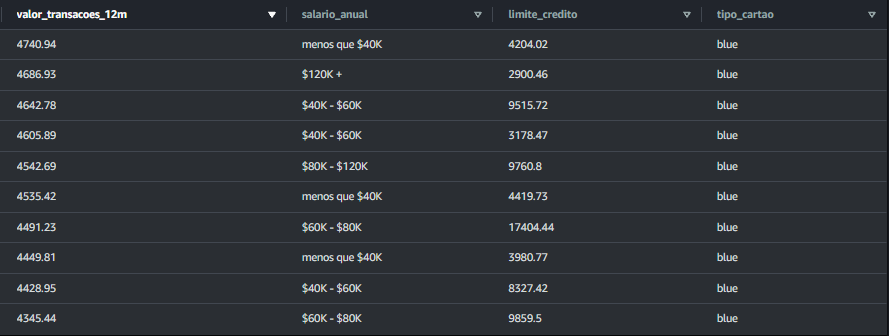 valor_transacoes_12m salario_anual limite_credito tipo_cartao
4740.94 menos que $40K 4204.02 blue
4686.93 $120K + 2900.46 blue
4642.78 $40K - $60K 9515.72 blue
4605.89 $40K - $60K 3178.47 blue
4542.69 $80K - $120K 9760.8 blue
4535.42 menos que $40K 4419.73 blue
4491.23 $60K - $80K 17404.44 blue
4449.81 menos que $40K 3980.77 blue
4428.95 $40K - $60K 8327.42 blue
4345.44 $60K - $80K 9859.5 blue